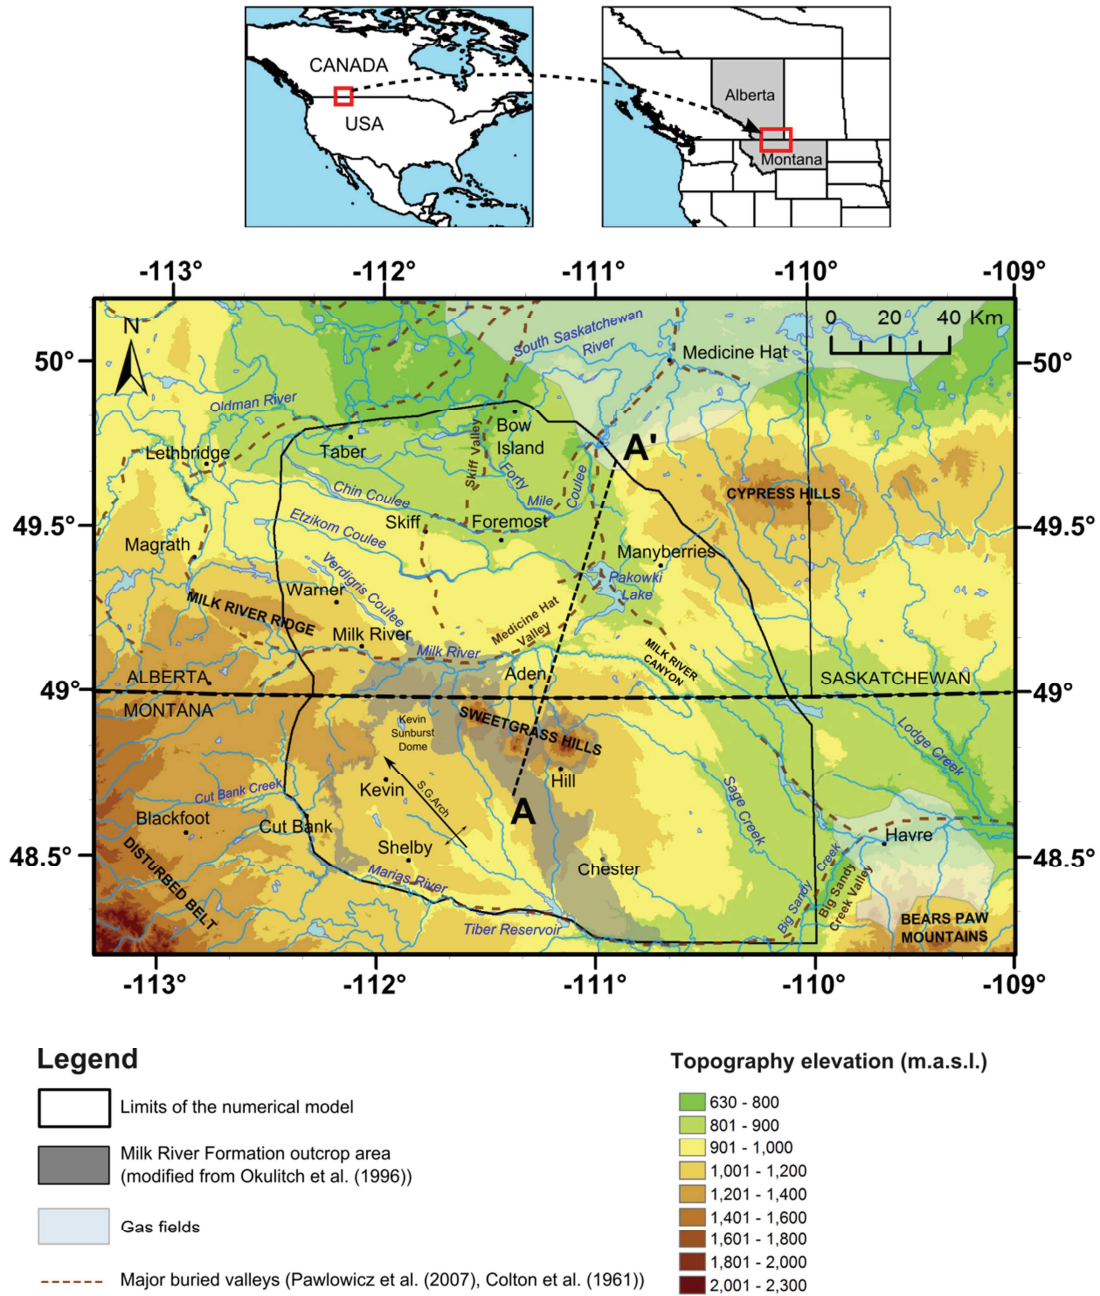 CANADA
USA
Alberta
Montana
-113°
-112°
-111°
-110°
-109°
N
0 20 40 Km
South Saskatchewan
River
Medicine Hat
50°
50°
Oldman River
Bow
Island
A'
Lethbridge
Taber
Skiff Valley
Forty
Mile
Coulee
CYPRESS HILLS
Chin Coulee
49.5°
49.5°
Etzikom Coulee
Skiff
Foremost
Magrath
Manyberries
Verdigris Coulee
Pakowki
Lake
Warner
MILK RIVER RIDGE
Medicine Hat
Valley
Milk River
Milk River
MILK RIVER
CANYON
ALBERTA
Aden
SASKATCHEWAN
49°
49°
MONTANA
Kevin
Sunburst
Dome
SWEETGRASS HILLS
Lodge Creek
Hill
Kevin
S.G.Arch
Cut Bank Creek
Sage Creek
A
Blackfoot
Cut Bank
Havre
48.5°
48.5°
Shelby
Chester
DISTURBED BELT
Marias River
Big Sandy
Creek
Big Sandy
Creek Valley
Tiber Reservoir
BEARS PAW
MOUNTAINS
-113°
-112°
-111°
-110°
-109°
Legend
Limits of the numerical model
Milk River Formation outcrop area
(modified from Okulitch et al. (1996))
Gas fields
Major buried valleys (Pawlowicz et al. (2007), Colton et al. (1961))
Topography elevation (m.a.s.l.)
630 - 800
801 - 900
901 - 1,000
1,001 - 1,200
1,201 - 1,400
1,401 - 1,600
1,601 - 1,800
1,801 - 2,000
2,001 - 2,300